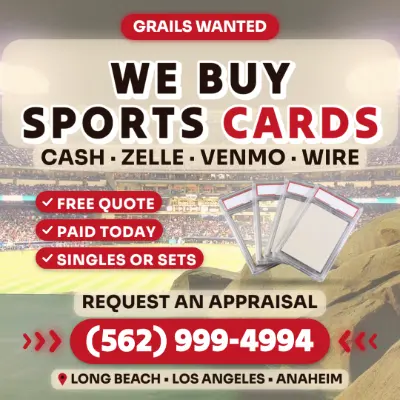 GRAILS WANTED
WE BUY
SPORTS CARDS
CASH · ZELLE · VENMO · WIRE
✓ FREE QUOTE
✓ PAID TODAY
✓ SINGLES OR SETS
REQUEST AN APPRAISAL
(562) 999-4994
LONG BEACH • LOS ANGELES • ANAHEIM